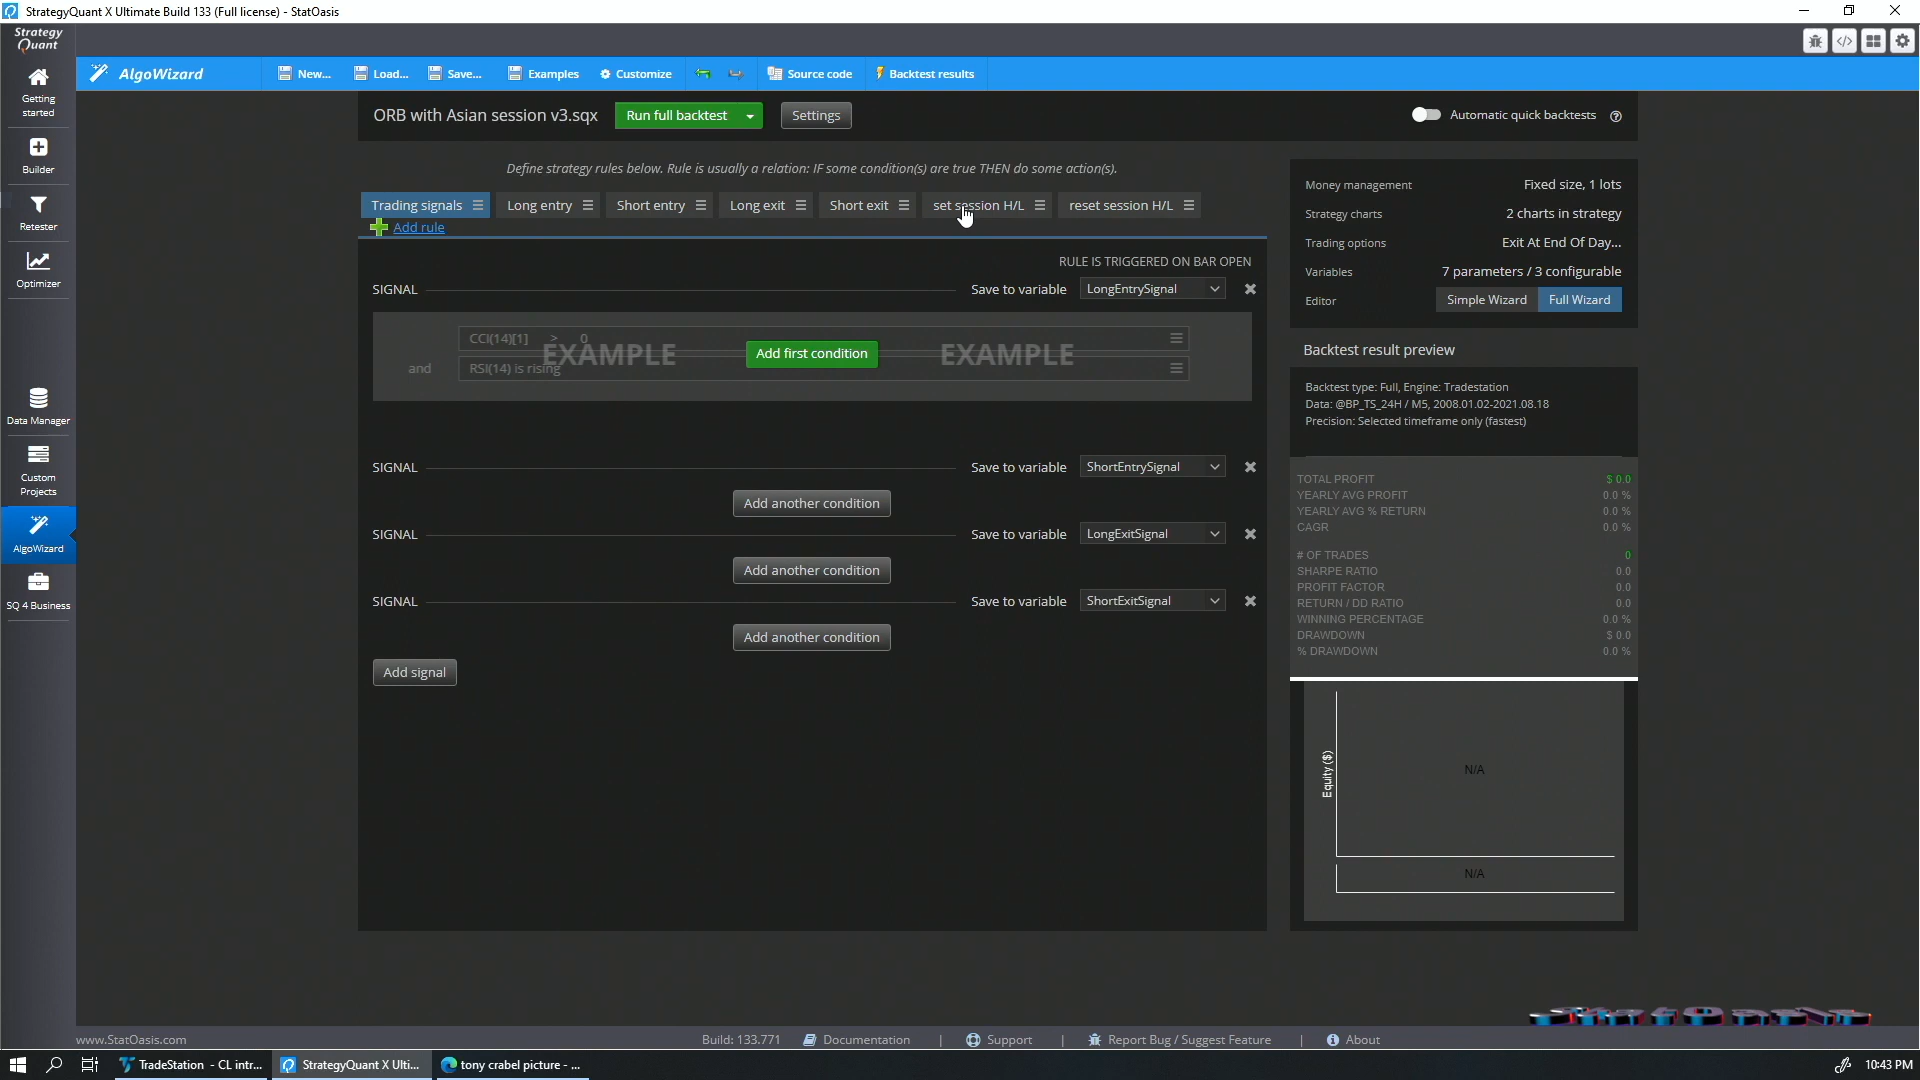 StrategyQuant X Ultimate Build 133 (Full license) - StatOasis
Strategy
Quant
AlgoWizard
New...
Load...
Save...
Examples
Customize
Source code
Backtest results
Getting
started
Builder
Retester
Optimizer
Data Manager
Custom
Projects
AlgoWizard
SQ 4 Business
ORB with Asian session v3.sqx
Run full backtest
Settings
Automatic quick backtests
Define strategy rules below. Rule is usually a relation: IF some condition(s) are true THEN do some action(s).
Trading signals
Long entry
Short entry
Long exit
Short exit
set session H/L
reset session H/L
Add rule
RULE IS TRIGGERED ON BAR OPEN
SIGNAL
Save to variable
LongEntrySignal
CCI(14)[1] > 0
EXAMPLE
Add first condition
EXAMPLE
and
RSI(14) is rising
SIGNAL
Save to variable
ShortEntrySignal
Add another condition
SIGNAL
Save to variable
LongExitSignal
Add another condition
SIGNAL
Save to variable
ShortExitSignal
Add another condition
Add signal
Money management Fixed size, 1 lots
Strategy charts 2 charts in strategy
Trading options Exit At End Of Day...
Variables 7 parameters / 3 configurable
Editor Simple Wizard Full Wizard
Backtest result preview
Backtest type: Full, Engine: Tradestation
Data: @BP_TS_24H / M5, 2008.01.02-2021.08.18
Precision: Selected timeframe only (fastest)
TOTAL PROFIT $ 0.0
YEARLY AVG PROFIT 0.0 %
YEARLY AVG % RETURN 0.0 %
CAGR 0.0 %
# OF TRADES 0
SHARPE RATIO 0.0
PROFIT FACTOR 0.0
RETURN / DD RATIO 0.0
WINNING PERCENTAGE 0.0 %
DRAWDOWN $ 0.0
% DRAWDOWN 0.0 %
Equity ($)
N/A
N/A
StatOasis
www.StatOasis.com
Build: 133.771
Documentation
|
Support
|
Report Bug / Suggest Feature
|
About
TradeStation - CL intr...
StrategyQuant X Ulti...
tony crabel picture - ...
10:43 PM